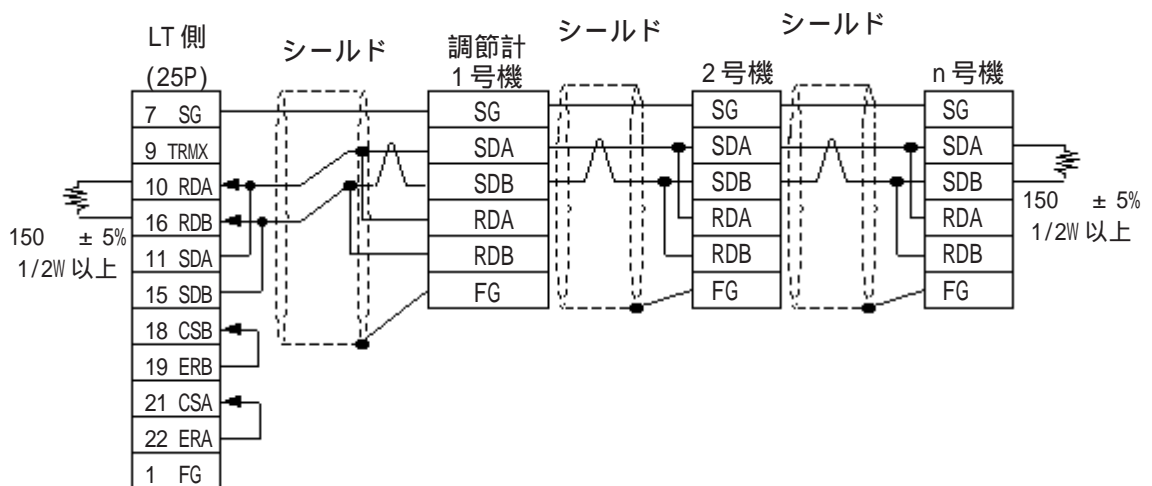 LT 側
(25P)
シールド
調節計
1 号機
シールド
2 号機
シールド
n 号機
7 SG
9 TRMX
10 RDA
16 RDB
11 SDA
15 SDB
18 CSB
19 ERB
21 CSA
22 ERA
1 FG
150 ± 5%
1/2W 以上
SG
SDA
SDB
RDA
RDB
FG
SG
SDA
SDB
RDA
RDB
FG
SG
SDA
SDB
RDA
RDB
FG
150 ± 5%
1/2W 以上